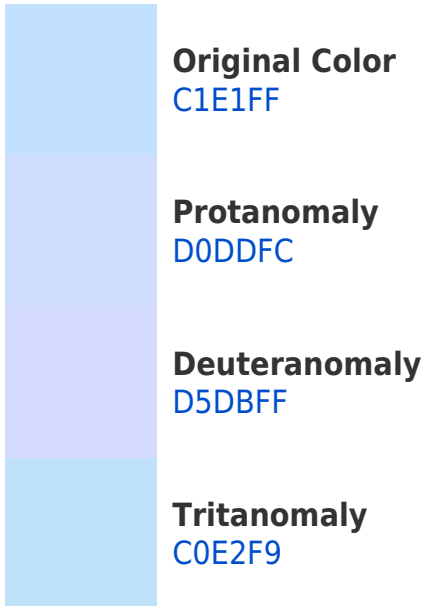 Original Color
C1E1FF
Protanomaly
D0DDFC
Deuteranomaly
D5DBFF
Tritanomaly
C0E2F9